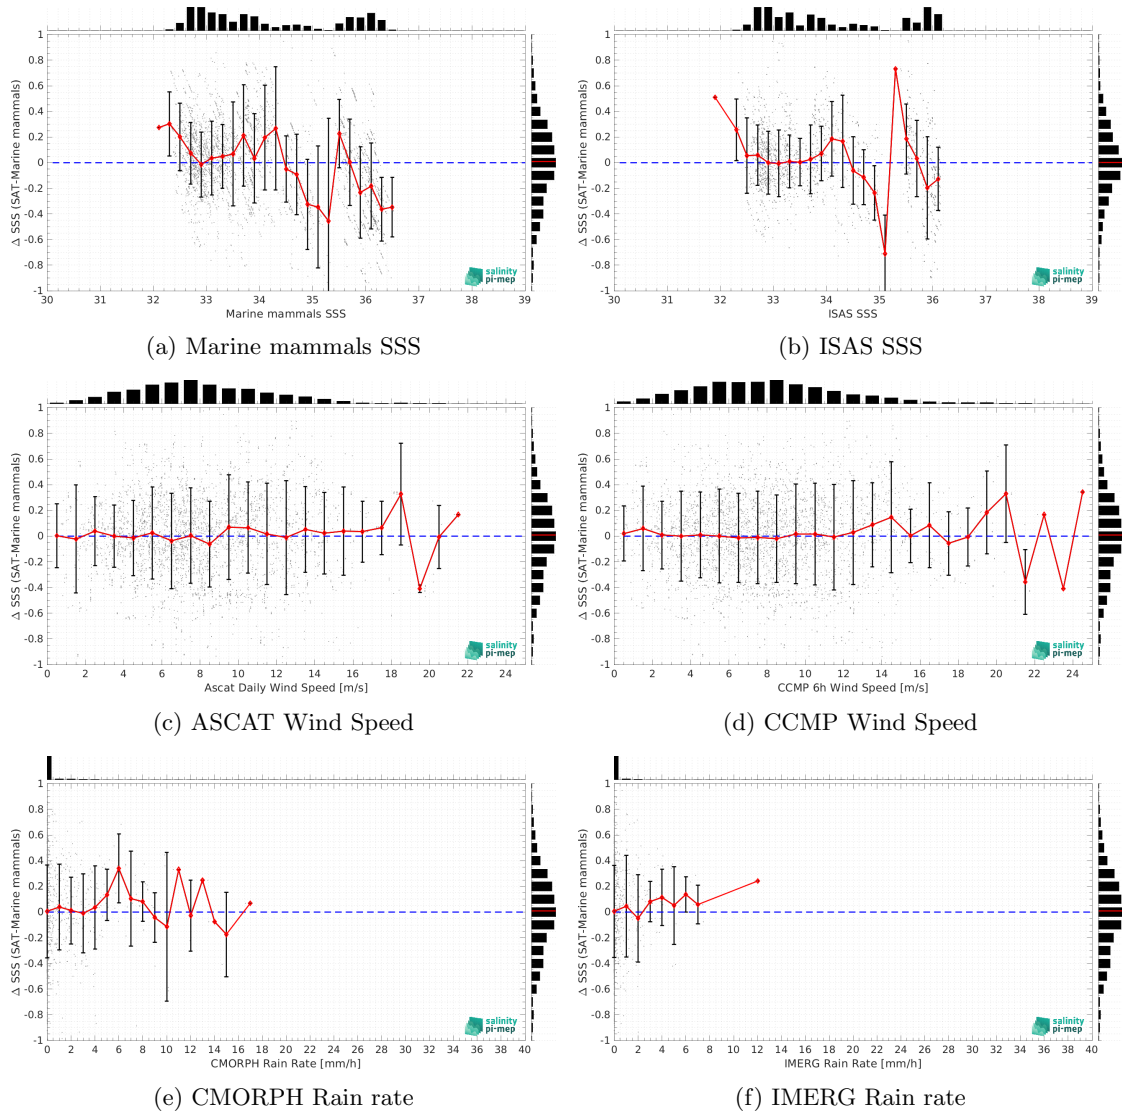 Δ SSS (SAT-Marine mammals)
1
0.8
0.6
0.4
0.2
0
-0.2
-0.4
-0.6
-0.8
-1
30 31 32 33 34 35 36 37 38 39
Marine mammals SSS
salinity
pi-mep
(a) Marine mammals SSS
Δ SSS (SAT-Marine mammals)
1
0.8
0.6
0.4
0.2
0
-0.2
-0.4
-0.6
-0.8
-1
30 31 32 33 34 35 36 37 38 39
ISAS SSS
salinity
pi-mep
(b) ISAS SSS
Δ SSS (SAT-Marine mammals)
1
0.8
0.6
0.4
0.2
0
-0.2
-0.4
-0.6
-0.8
-1
0 2 4 6 8 10 12 14 16 18 20 22 24
Ascat Daily Wind Speed [m/s]
salinity
pi-mep
(c) ASCAT Wind Speed
Δ SSS (SAT-Marine mammals)
1
0.8
0.6
0.4
0.2
0
-0.2
-0.4
-0.6
-0.8
-1
0 2 4 6 8 10 12 14 16 18 20 22 24
CCMP 6h Wind Speed [m/s]
salinity
pi-mep
(d) CCMP Wind Speed
Δ SSS (SAT-Marine mammals)
1
0.8
0.6
0.4
0.2
0
-0.2
-0.4
-0.6
-0.8
-1
0 2 4 6 8 10 12 14 16 18 20 22 24 26 28 30 32 34 36 38 40
CMORPH Rain Rate [mm/h]
salinity
pi-mep
(e) CMORPH Rain rate
Δ SSS (SAT-Marine mammals)
1
0.8
0.6
0.4
0.2
0
-0.2
-0.4
-0.6
-0.8
-1
0 2 4 6 8 10 12 14 16 18 20 22 24 26 28 30 32 34 36 38 40
IMERG Rain Rate [mm/h]
salinity
pi-mep
(f) IMERG Rain rate